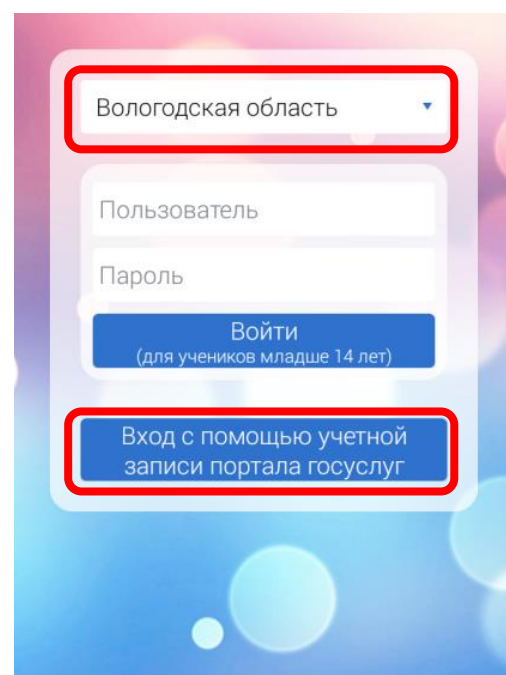 Вологодская область
Пользователь
Пароль
Войти
(для учеников младше 14 лет)
Вход с помощью учетной
записи портала госуслуг